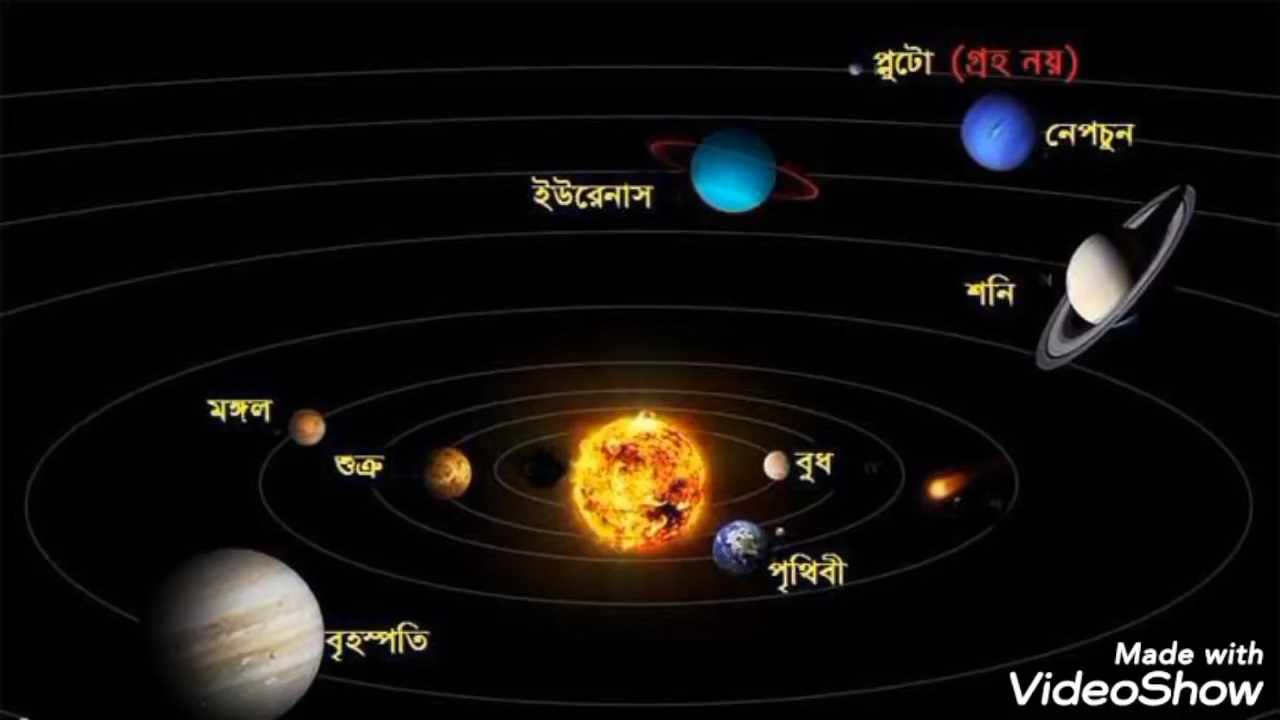 প্লুটো (গ্রহ নয়)
নেপচুন
ইউরেনাস
শনি
মঙ্গল
শুক্র
বুধ
পৃথিবী
বৃহস্পতি
Made with
VideoShow